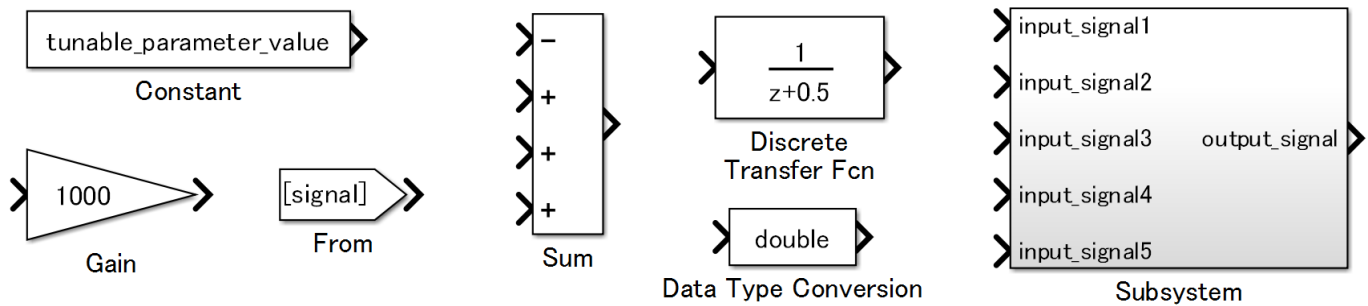 tunable_parameter_value
Constant
1000
Gain
[signal]
From
−
+
+
+
Sum
1
z+0.5
Discrete
Transfer Fcn
double
Data Type Conversion
input_signal1
input_signal2
input_signal3
output_signal
input_signal4
input_signal5
Subsystem